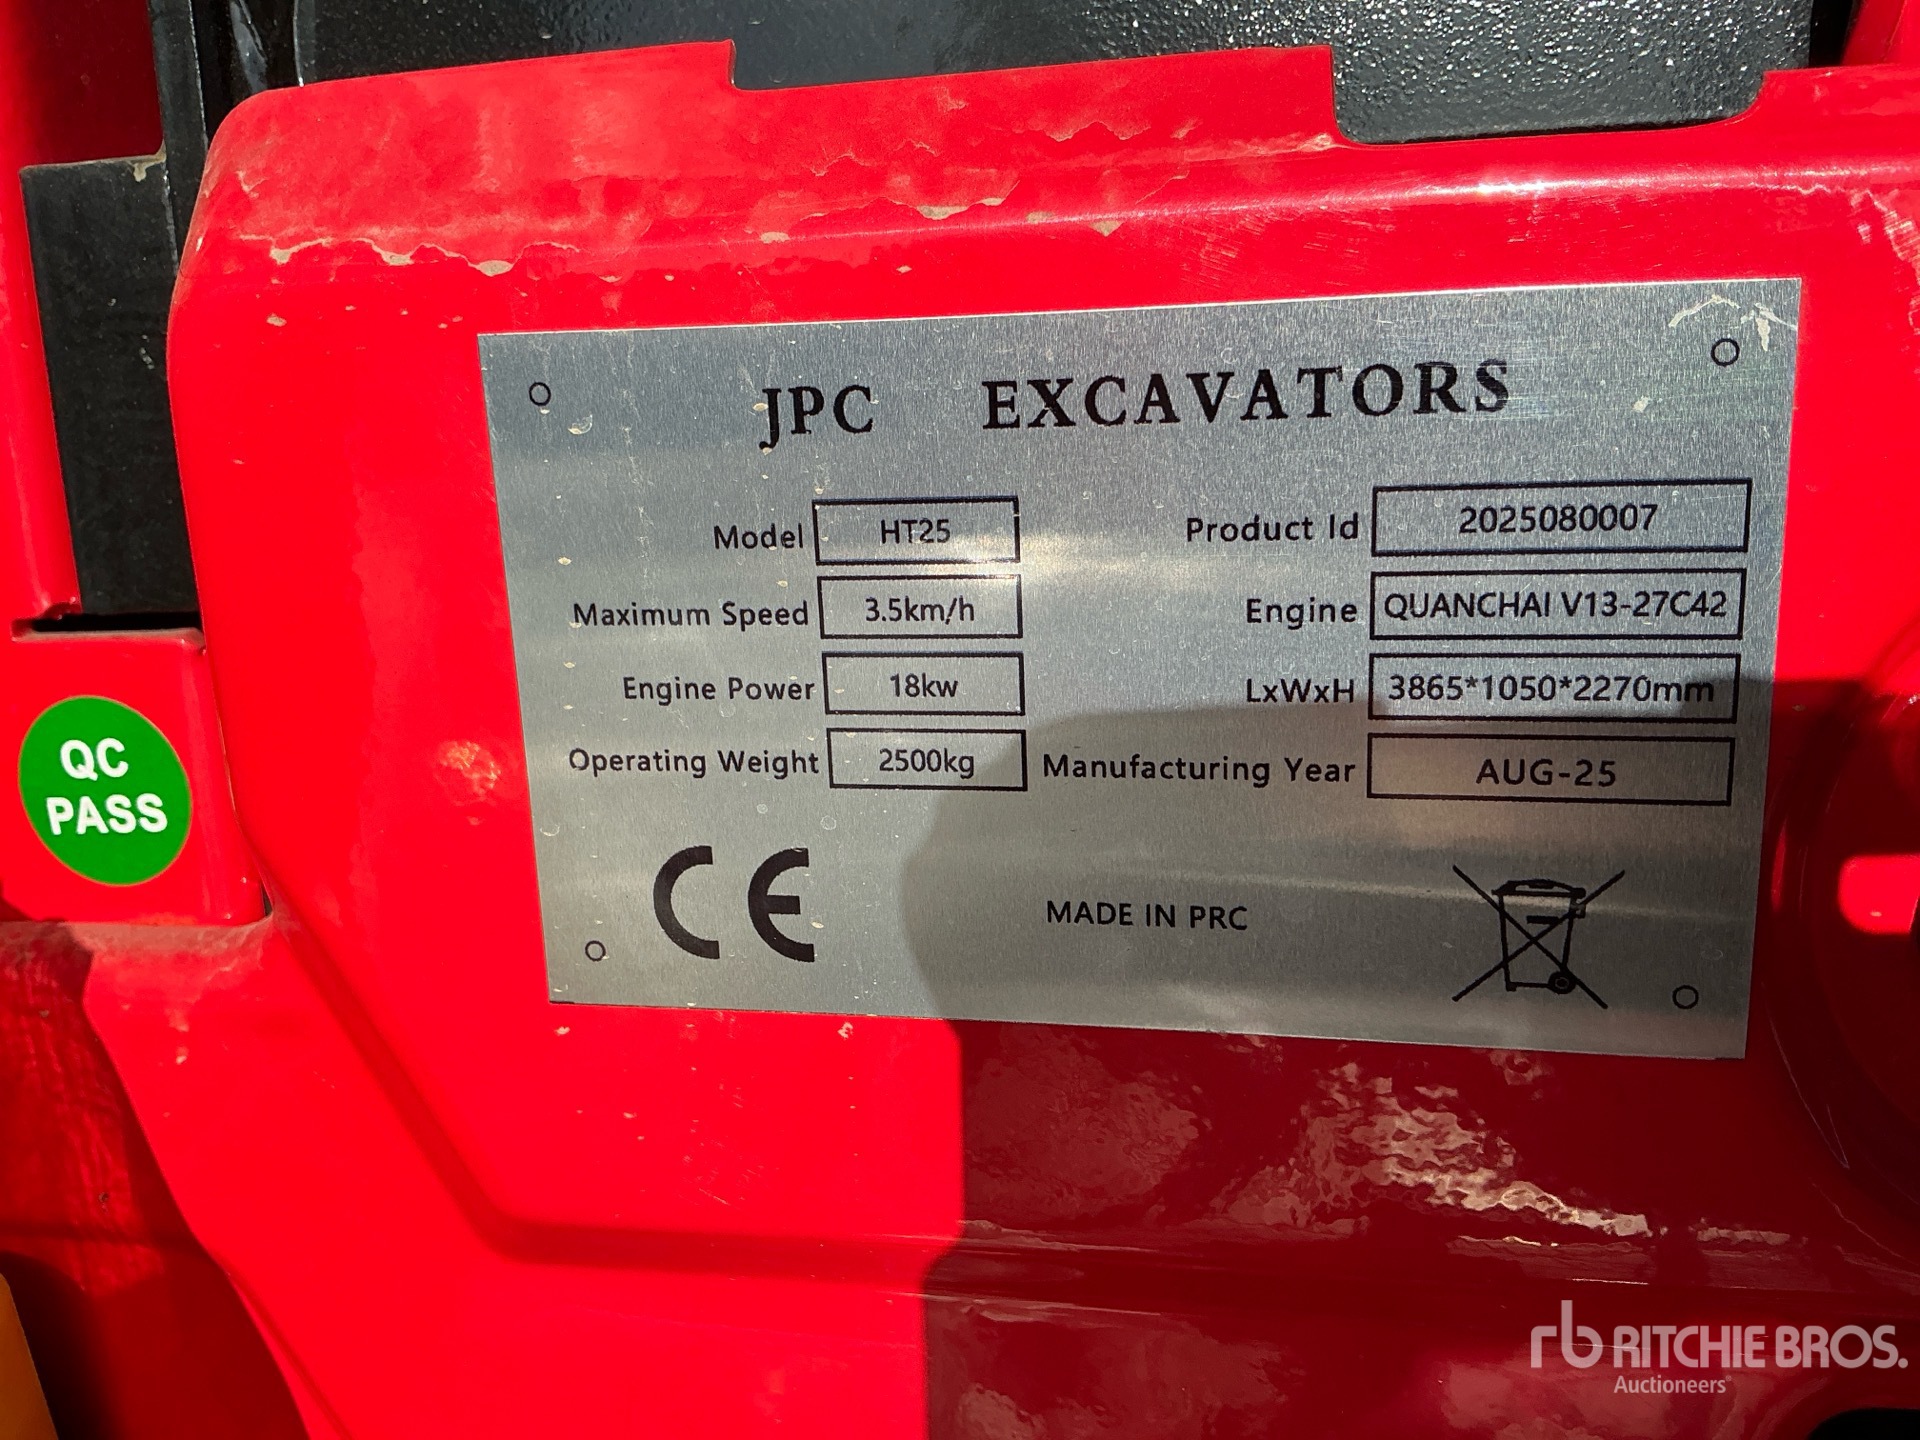 JPC EXCAVATORS
Model HT25 Product Id 2025080007
Maximum Speed 3.5km/h Engine QUANCHAI V13-27C42
Engine Power 18kw LxWxH 3865*1050*2270mm
Operating Weight 2500kg Manufacturing Year AUG-25
CE MADE IN PRC
QC
PASS
rb RITCHIE BROS.
Auctioneers